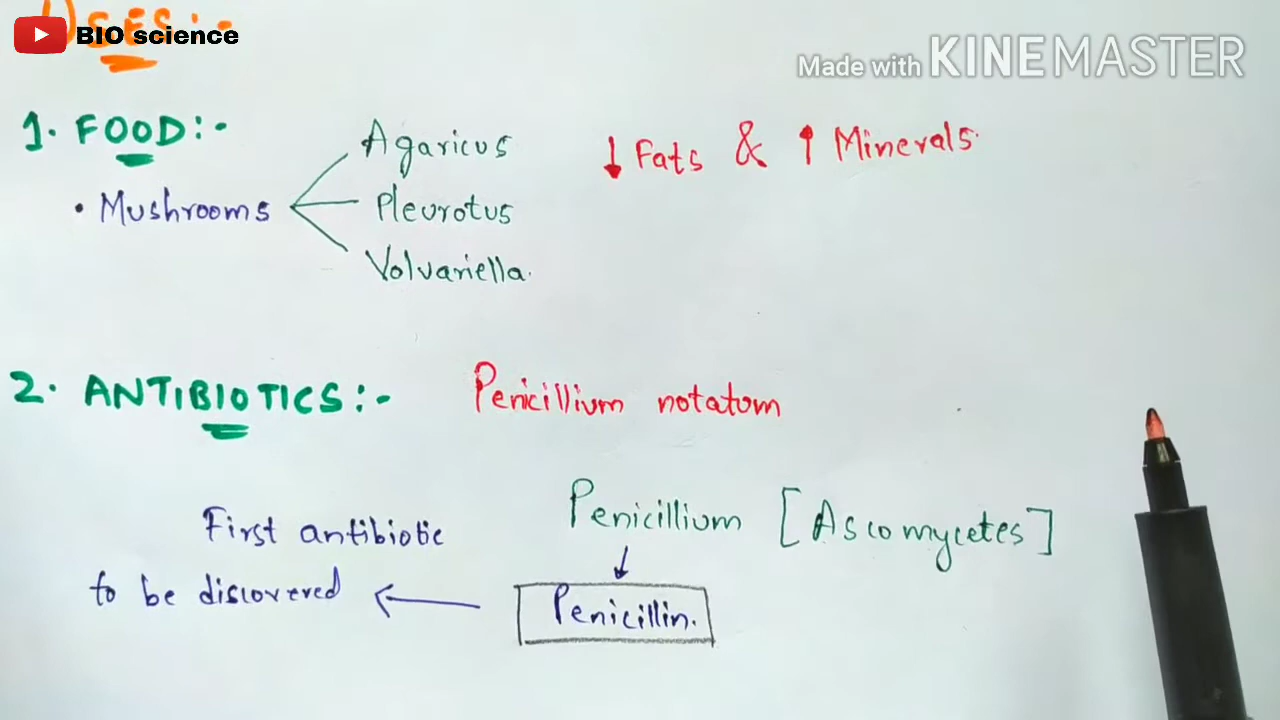 USES:-
BIO science
Made with KINEMASTER
1. FOOD:-
• Mushrooms
Agaricus
Pleurotus
Volvariella.
↓ Fats & ↑ Minerals.
2. ANTIBIOTICS:- Penicillium notatum
Penicillium [Ascomycetes]
↓
Penicillin.
←
First antibiotic
to be discovered